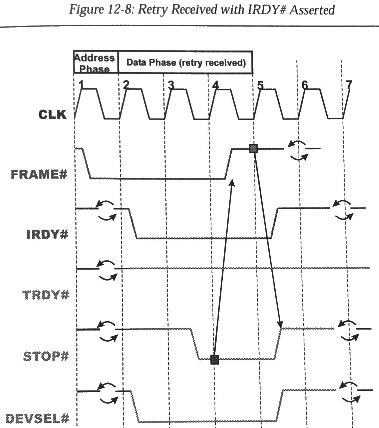 Figure 12-8: Retry Received with IRDY# Asserted
Address Phase
Data Phase (retry received)
1 2 3 4 5 6 7
CLK
FRAME#
IRDY#
TRDY#
STOP#
DEVSEL#